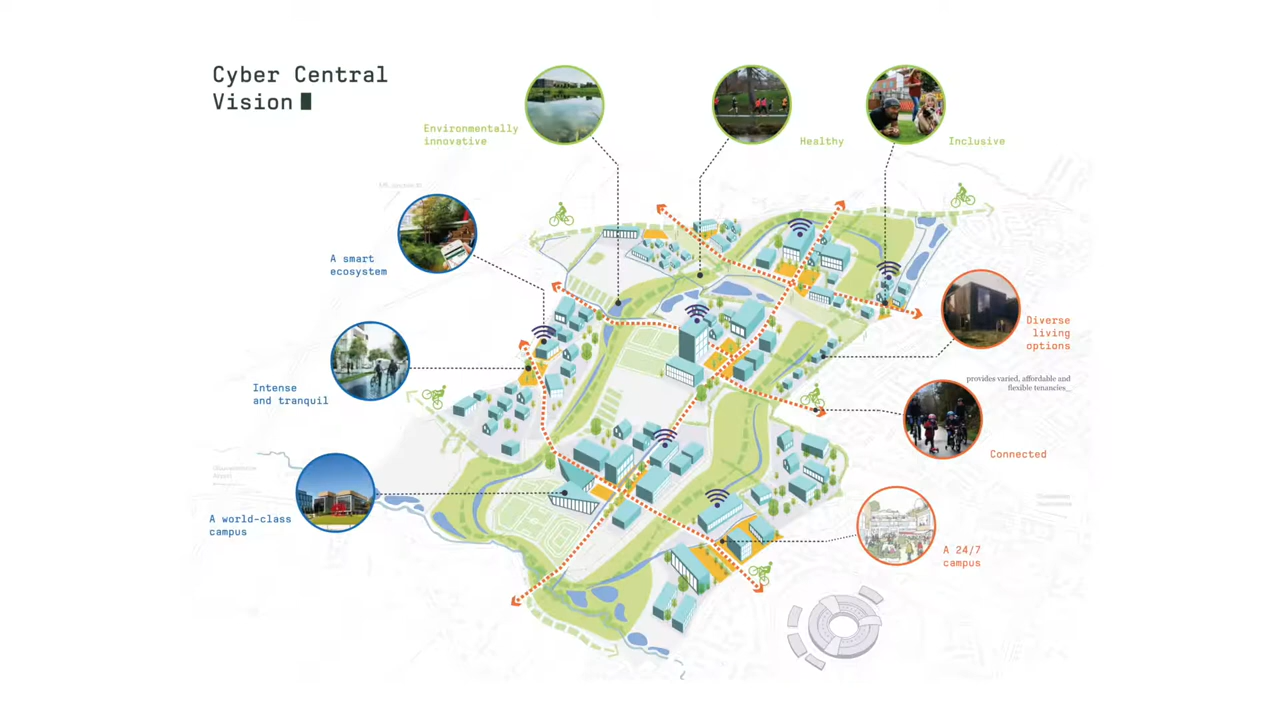 Cyber Central
Vision
Environmentally
innovative
Healthy
Inclusive
A smart
ecosystem
Diverse
living
options
provides varied, affordable and
flexible tenancies_
Intense
and tranquil
Connected
A world-class
campus
A 24/7
campus